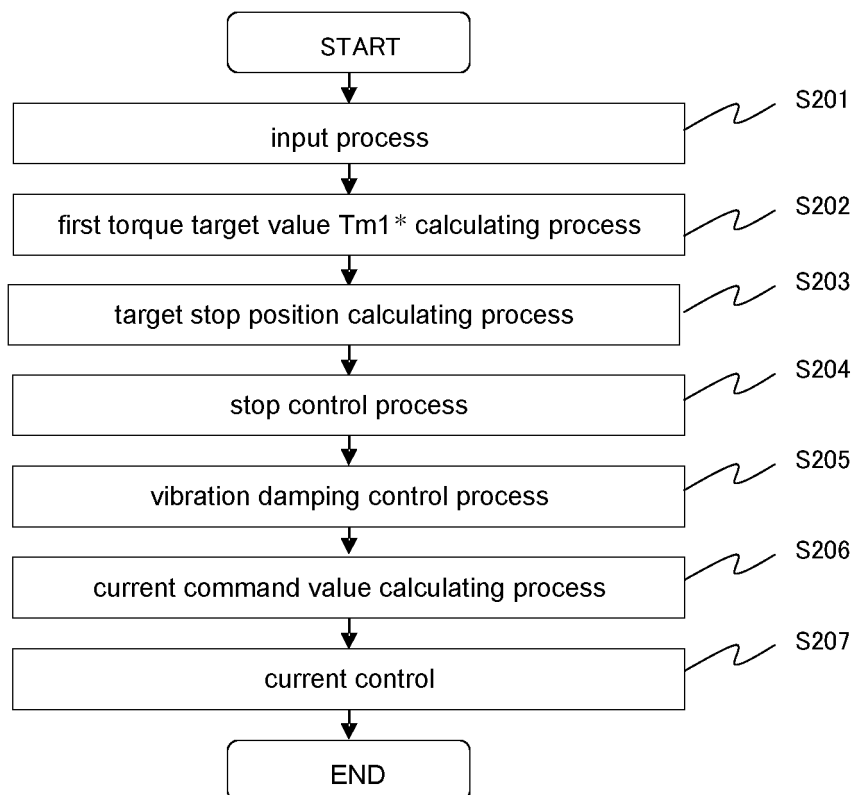 START
input process
S201
first torque target value Tm1* calculating process
S202
target stop position calculating process
S203
stop control process
S204
vibration damping control process
S205
current command value calculating process
S206
current control
S207
END